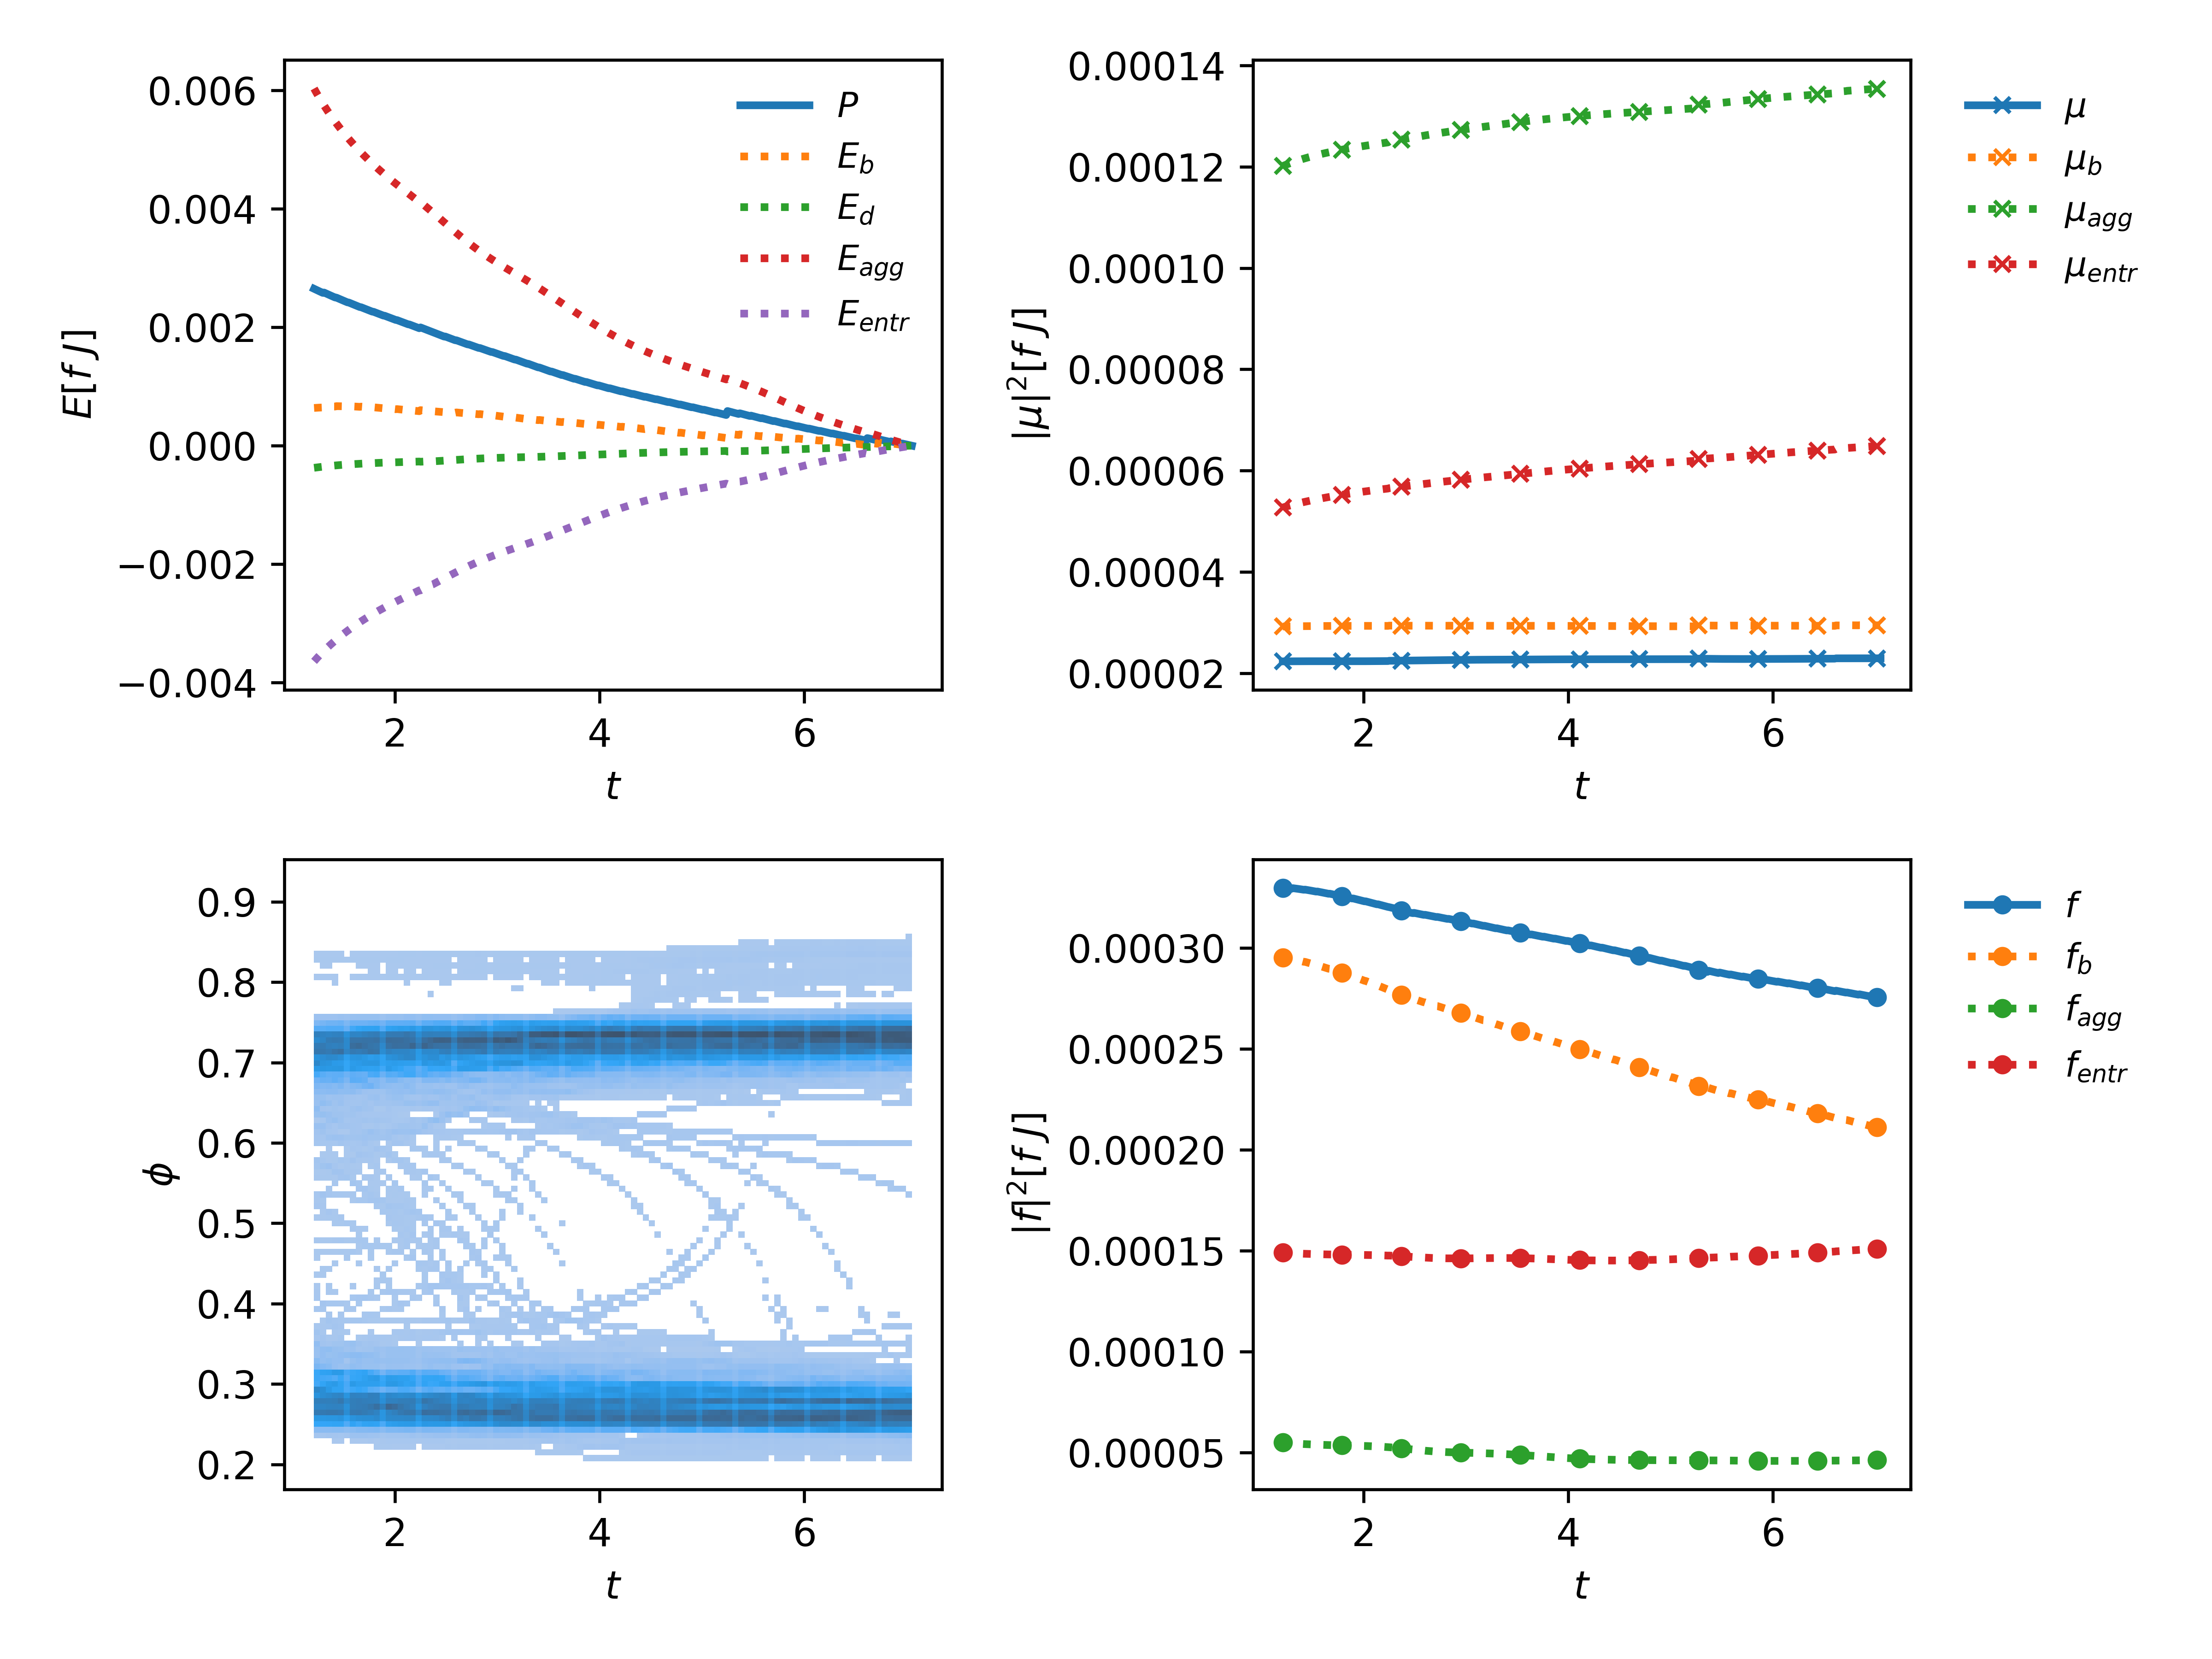 0.006
0.004
0.002
0.000
−0.002
−0.004
E[f J]
2 4 6
t
P
E_b
E_d
E_agg
E_entr
0.00014
0.00012
0.00010
0.00008
0.00006
0.00004
0.00002
|μ|²[f J]
2 4 6
t
μ
μ_b
μ_agg
μ_entr
0.9
0.8
0.7
0.6
0.5
0.4
0.3
0.2
ϕ
2 4 6
t
0.00030
0.00025
0.00020
0.00015
0.00010
0.00005
|f|²[f J]
2 4 6
t
f
f_b
f_agg
f_entr